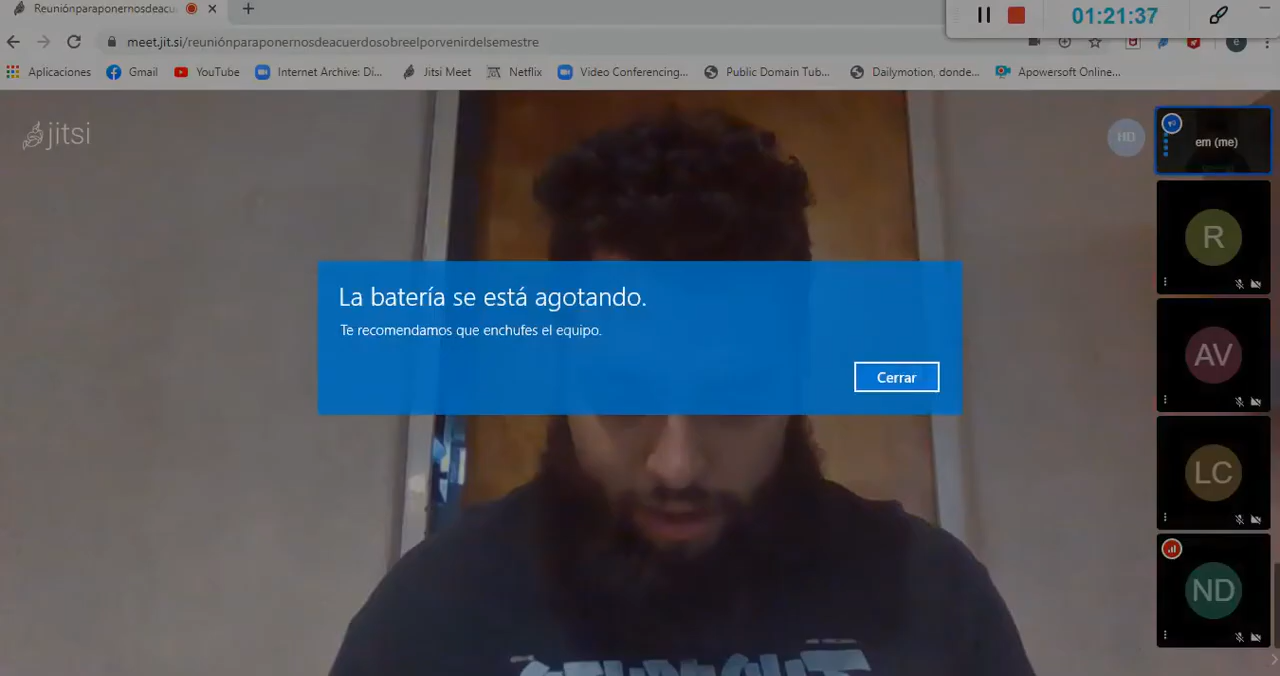 Reuniónparaponernosdeacu
01:21:37
meet.jit.si/reuniónparaponernosdeacuerdosobreelporvenirdelsemestre
e
Aplicaciones Gmail YouTube Internet Archive: Di... Jitsi Meet Netflix Video Conferencing... Public Domain Tub... Dailymotion, donde... Apowersoft Online...
jitsi
HD
em (me)
R
La batería se está agotando.
Te recomendamos que enchufes el equipo.
AV
Cerrar
LC
ND